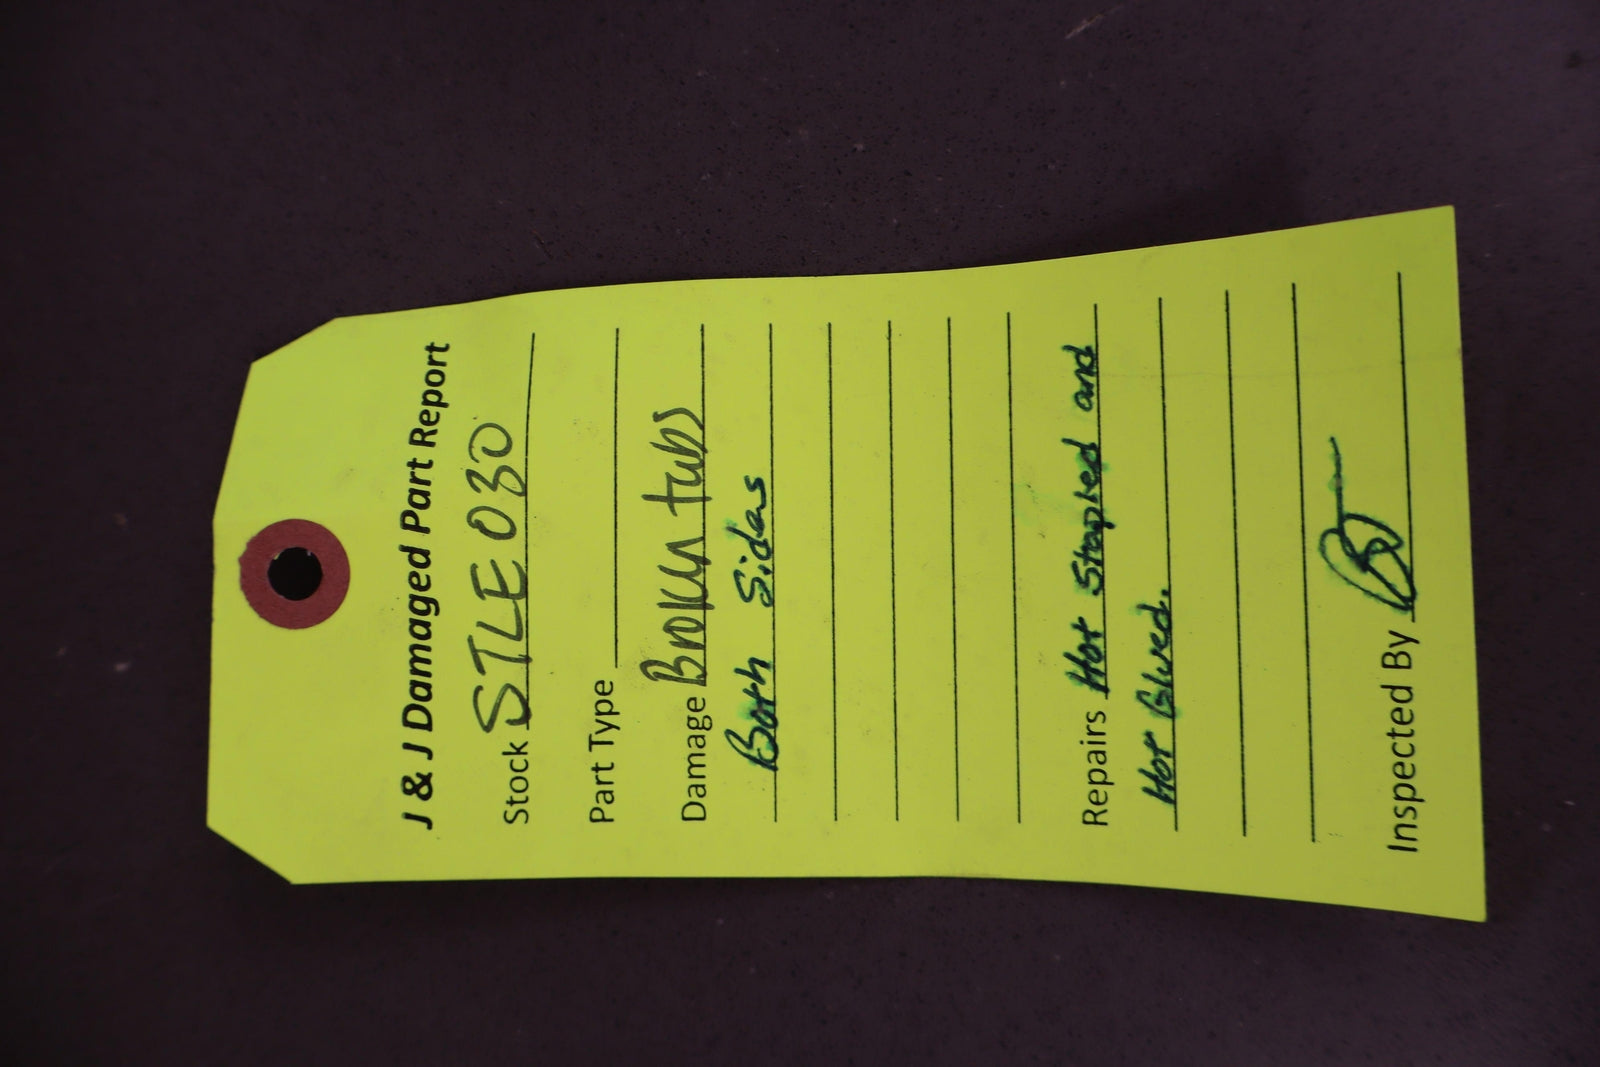 J & J Damaged Part Report
Stock STLE030
Part Type
Damage Broken tabs
Both Sides
Repairs Hot Stapled and
Hot Glued.
Inspected By